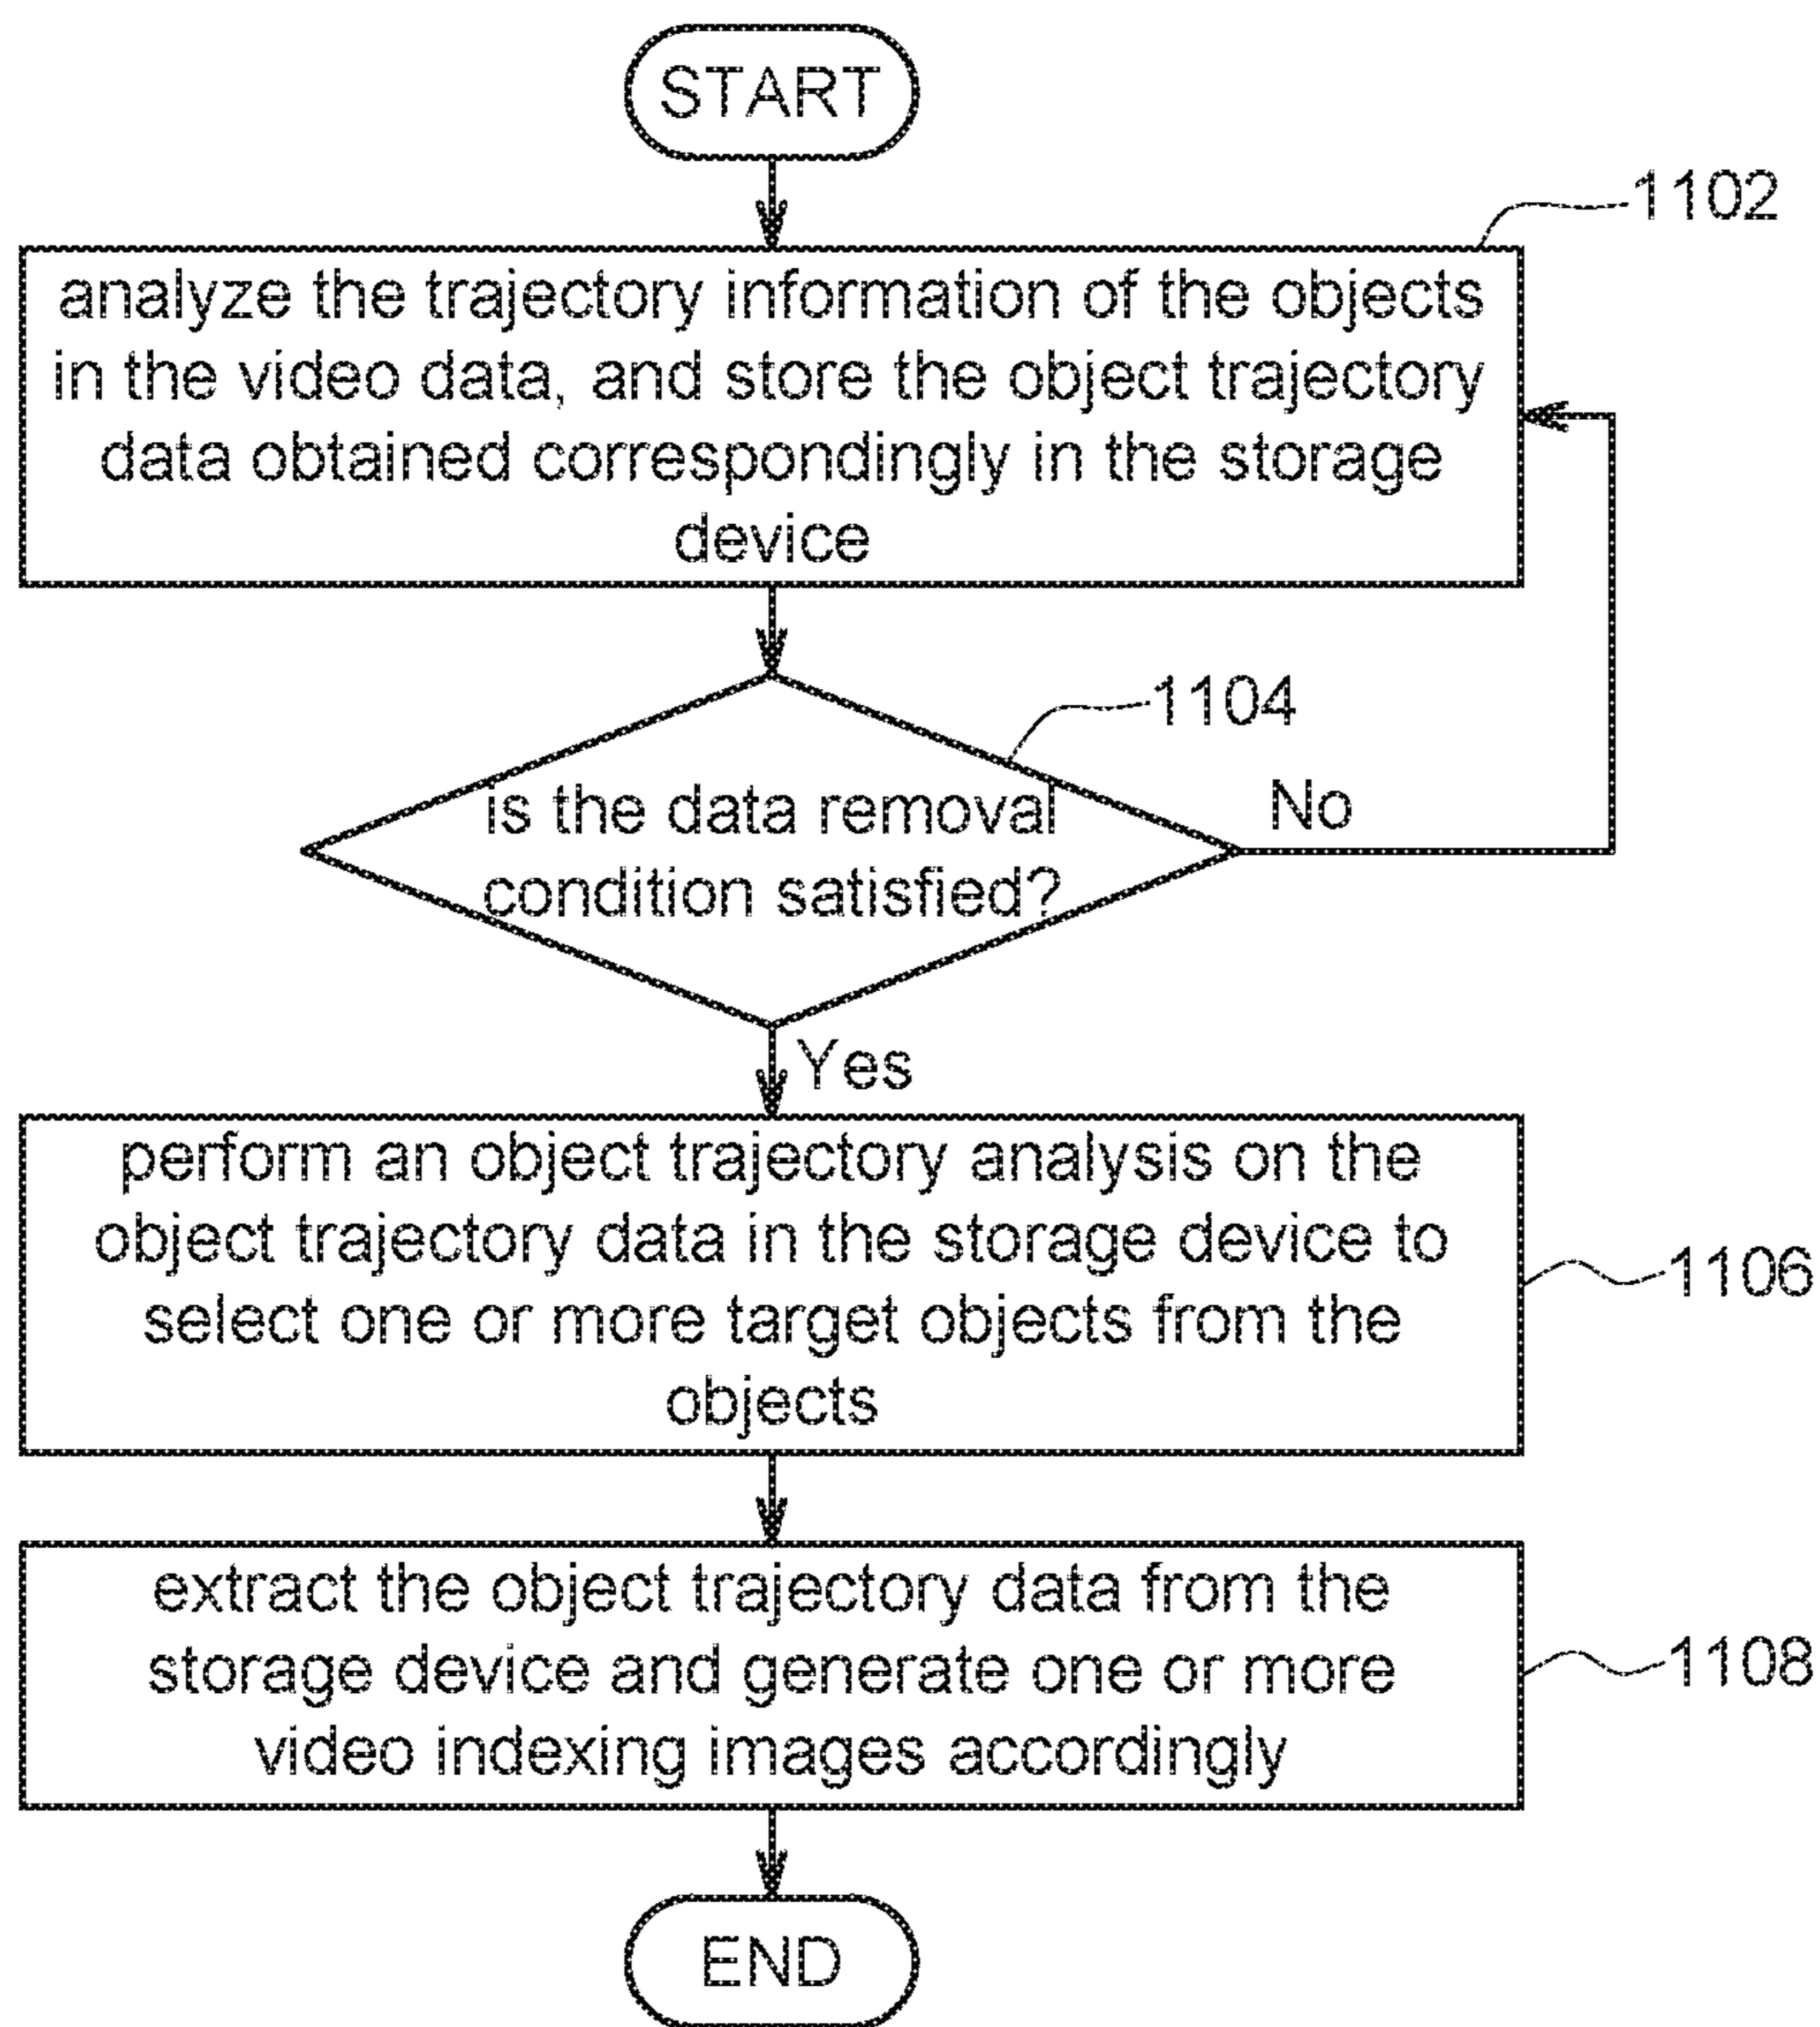 START
1102
analyze the trajectory information of the objects
in the video data, and store the object trajectory
data obtained correspondingly in the storage
device
1104
is the data removal
condition satisfied?
No
Yes
perform an object trajectory analysis on the
object trajectory data in the storage device to
select one or more target objects from the
objects
1106
extract the object trajectory data from the
storage device and generate one or more
video indexing images accordingly
1108
END